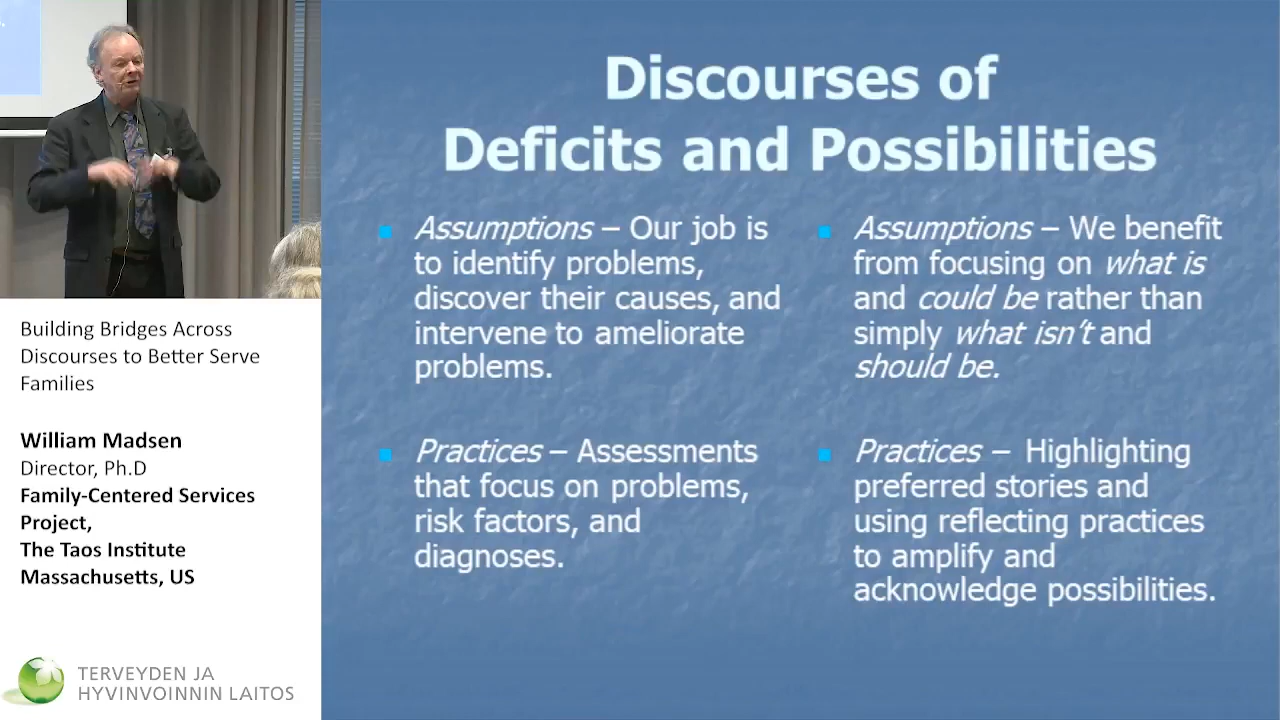 Discourses of
Deficits and Possibilities
Assumptions – Our job is
to identify problems,
discover their causes, and
intervene to ameliorate
problems.
Practices – Assessments
that focus on problems,
risk factors, and
diagnoses.
Assumptions – We benefit
from focusing on what is
and could be rather than
simply what isn't and
should be.
Practices – Highlighting
preferred stories and
using reflecting practices
to amplify and
acknowledge possibilities.
Building Bridges Across
Discourses to Better Serve
Families
William Madsen
Director, Ph.D
Family-Centered Services
Project,
The Taos Institute
Massachusetts, US
TERVEYDEN JA
HYVINVOINNIN LAITOS